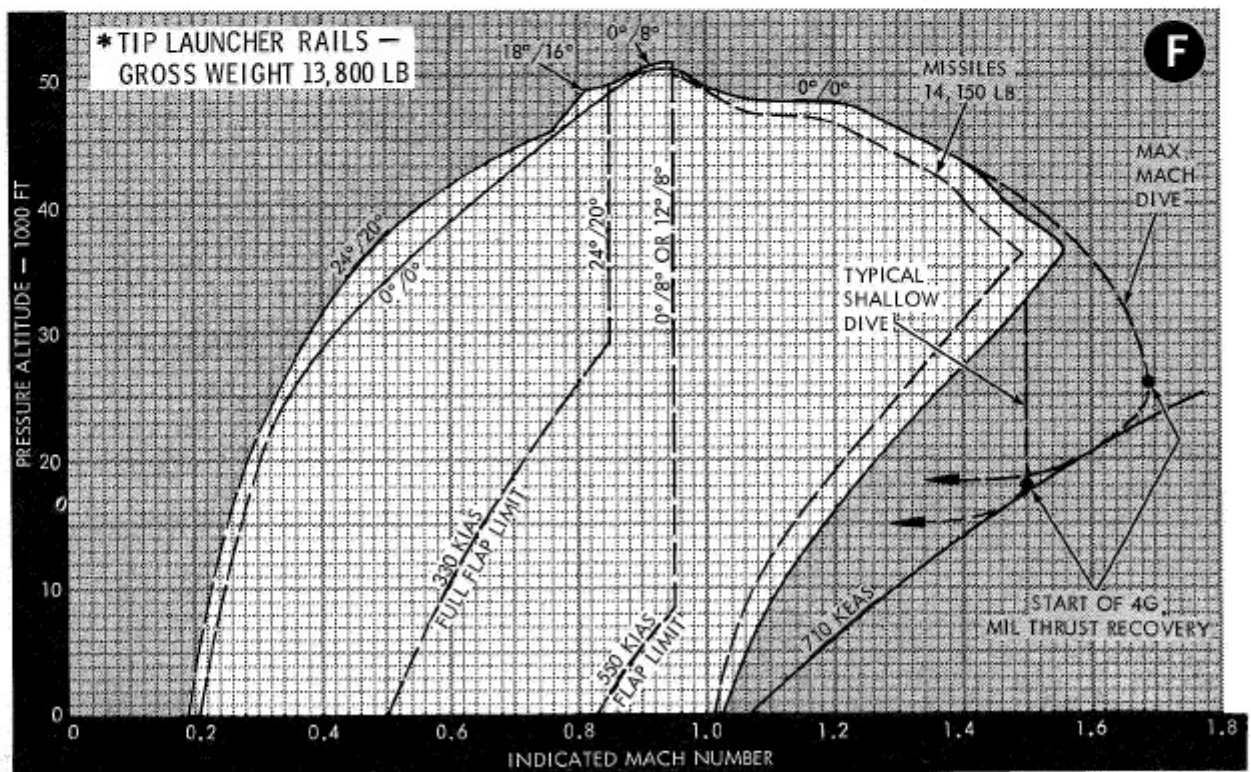 * TIP LAUNCHER RAILS —
GROSS WEIGHT 13,800 LB
F
18°/16°
0°/8°
MISSILES
14,150 LB
0°/0°
MAX
MACH
DIVE
24°/20°
0°/0°
24°/20°
0°/8° OR 12°/8°
TYPICAL
SHALLOW
DIVE
330 KIAS
FULL FLAP LIMIT
550 KIAS
FLAP LIMIT
710 KEAS
START OF 4G
MIL THRUST RECOVERY
PRESSURE ALTITUDE — 1000 FT
50
40
30
20
0
10
0
0 0.2 0.4 0.6 0.8 1.0 1.2 1.4 1.6 1.8
INDICATED MACH NUMBER